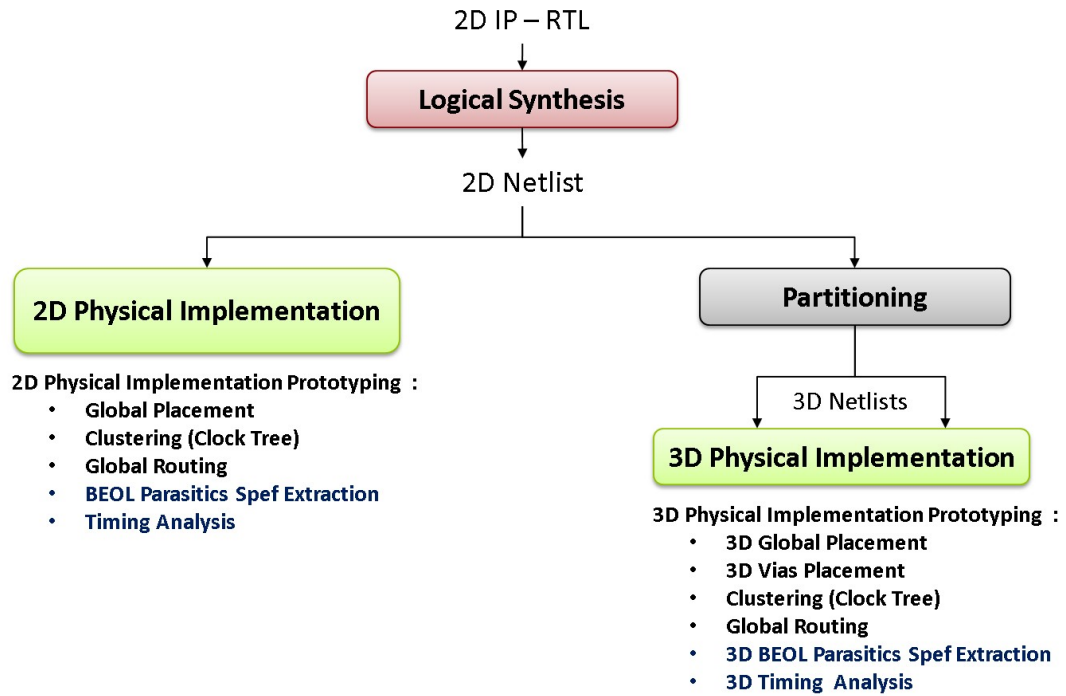 2D IP – RTL
Logical Synthesis
2D Netlist
2D Physical Implementation
Partitioning
2D Physical Implementation Prototyping :
• Global Placement
• Clustering (Clock Tree)
• Global Routing
• BEOL Parasitics Spef Extraction
• Timing Analysis
3D Netlists
3D Physical Implementation
3D Physical Implementation Prototyping :
• 3D Global Placement
• 3D Vias Placement
• Clustering (Clock Tree)
• Global Routing
• 3D BEOL Parasitics Spef Extraction
• 3D Timing Analysis